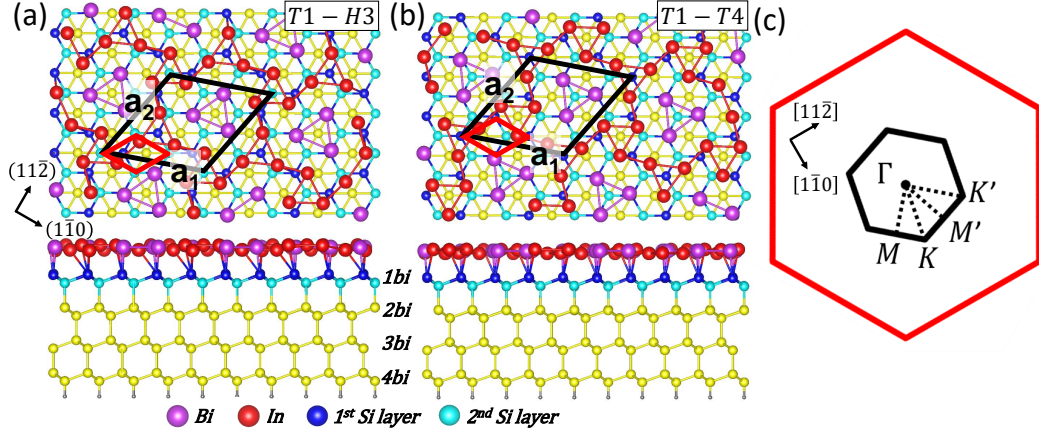 (a)
T1 − H3
a₂
a₁
(112̅)
(11̅0)
(b)
T1 − T4
a₂
a₁
1bi
2bi
3bi
4bi
Bi
In
1ˢᵗ Si layer
2ⁿᵈ Si layer
(c)
[112̅]
[11̅0]
Γ
K′
M′
M
K